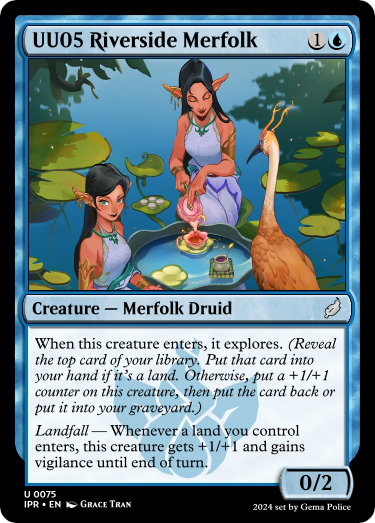 UU05 Riverside Merfolk 1
Creature — Merfolk Druid
When this creature enters, it explores. (Reveal
the top card of your library. Put that card into
your hand if it's a land. Otherwise, put a +1/+1
counter on this creature, then put the card back or
put it into your graveyard.)
Landfall — Whenever a land you control
enters, this creature gets +1/+1 and gains
vigilance until end of turn.
0/2
U 0075
IPR • EN Grace Tran
2024 set by Gema Police